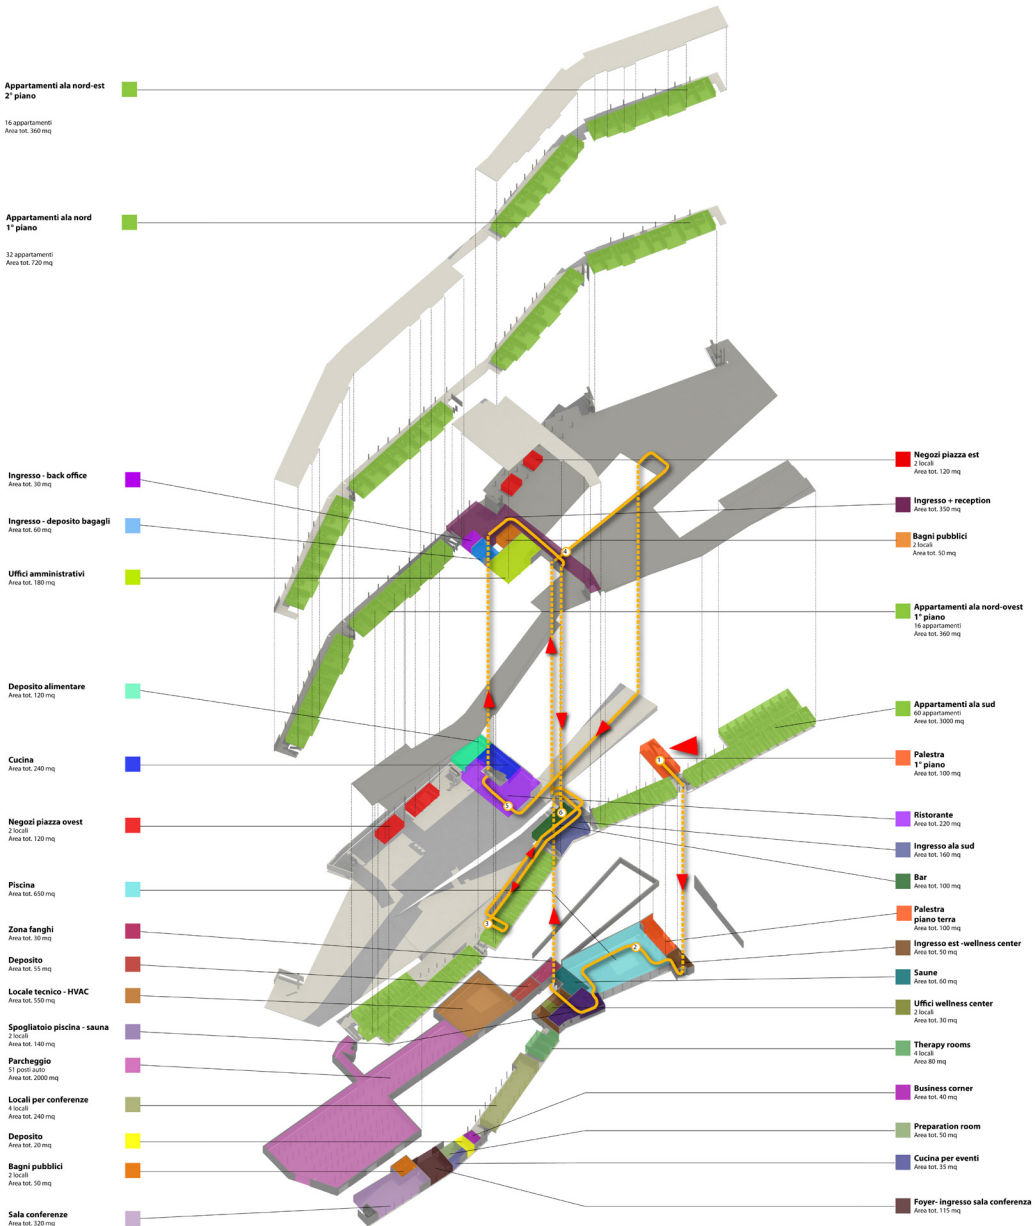 Appartamenti ala nord-est
2° piano
16 appartamenti
Area tot. 360 mq
Appartamenti ala nord
1° piano
32 appartamenti
Area tot. 720 mq
Ingresso - back office
Area tot. 30 mq
Ingresso - deposito bagagli
Area tot. 60 mq
Uffici amministrativi
Area tot. 180 mq
Deposito alimentare
Area tot. 120 mq
Cucina
Area tot. 240 mq
Negozi piazza ovest
2 locali
Area tot. 120 mq
Piscina
Area tot. 650 mq
Zona fanghi
Area tot. 30 mq
Deposito
Area tot. 55 mq
Locale tecnico - HVAC
Area tot. 550 mq
Spogliatoio piscina - sauna
2 locali
Area tot. 140 mq
Parcheggio
51 posti auto
Area tot. 2000 mq
Locali per conferenze
4 locali
Area tot. 240 mq
Deposito
Area tot. 20 mq
Bagni pubblici
2 locali
Area tot. 50 mq
Sala conferenze
Area tot. 320 mq
4
1
5
6
3
2
Negozi piazza est
2 locali
Area tot. 120 mq
Ingresso + reception
Area tot. 350 mq
Bagni pubblici
2 locali
Area tot. 50 mq
Appartamenti ala nord-ovest
1° piano
16 appartamenti
Area tot. 360 mq
Appartamenti ala sud
60 appartamenti
Area tot. 3000 mq
Palestra
1° piano
Area tot. 100 mq
Ristorante
Area tot. 220 mq
Ingresso ala sud
Area tot. 160 mq
Bar
Area tot. 100 mq
Palestra
piano terra
Area tot. 100 mq
Ingresso est -wellness center
Area tot. 50 mq
Saune
Area tot. 60 mq
Uffici wellness center
2 locali
Area tot. 30 mq
Therapy rooms
4 locali
Area 80 mq
Business corner
Area tot. 40 mq
Preparation room
Area tot. 50 mq
Cucina per eventi
Area tot. 35 mq
Foyer- ingresso sala conferenza
Area tot. 115 mq